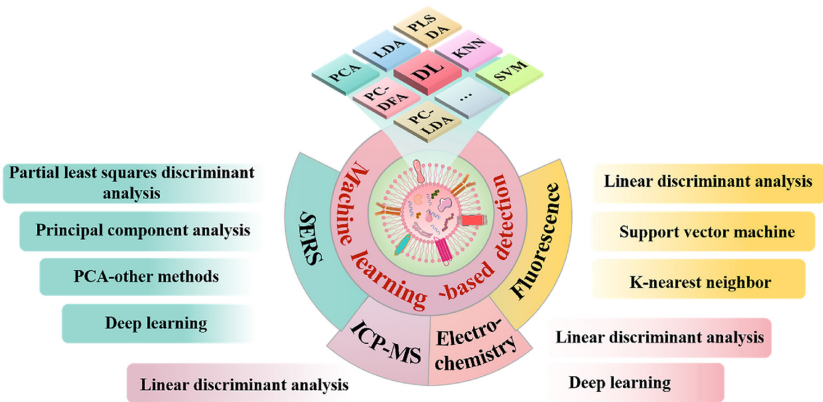 PLS
DA
LDA
KNN
PCA
DL
SVM
PC-
DFA
...
PC-
LDA
Machine learning -based detection
SERS
ICP-MS
Electro-
chemistry
Fluorescence
Partial least squares discriminant
analysis
Principal component analysis
PCA-other methods
Deep learning
Linear discriminant analysis
Linear discriminant analysis
Support vector machine
K-nearest neighbor
Linear discriminant analysis
Deep learning